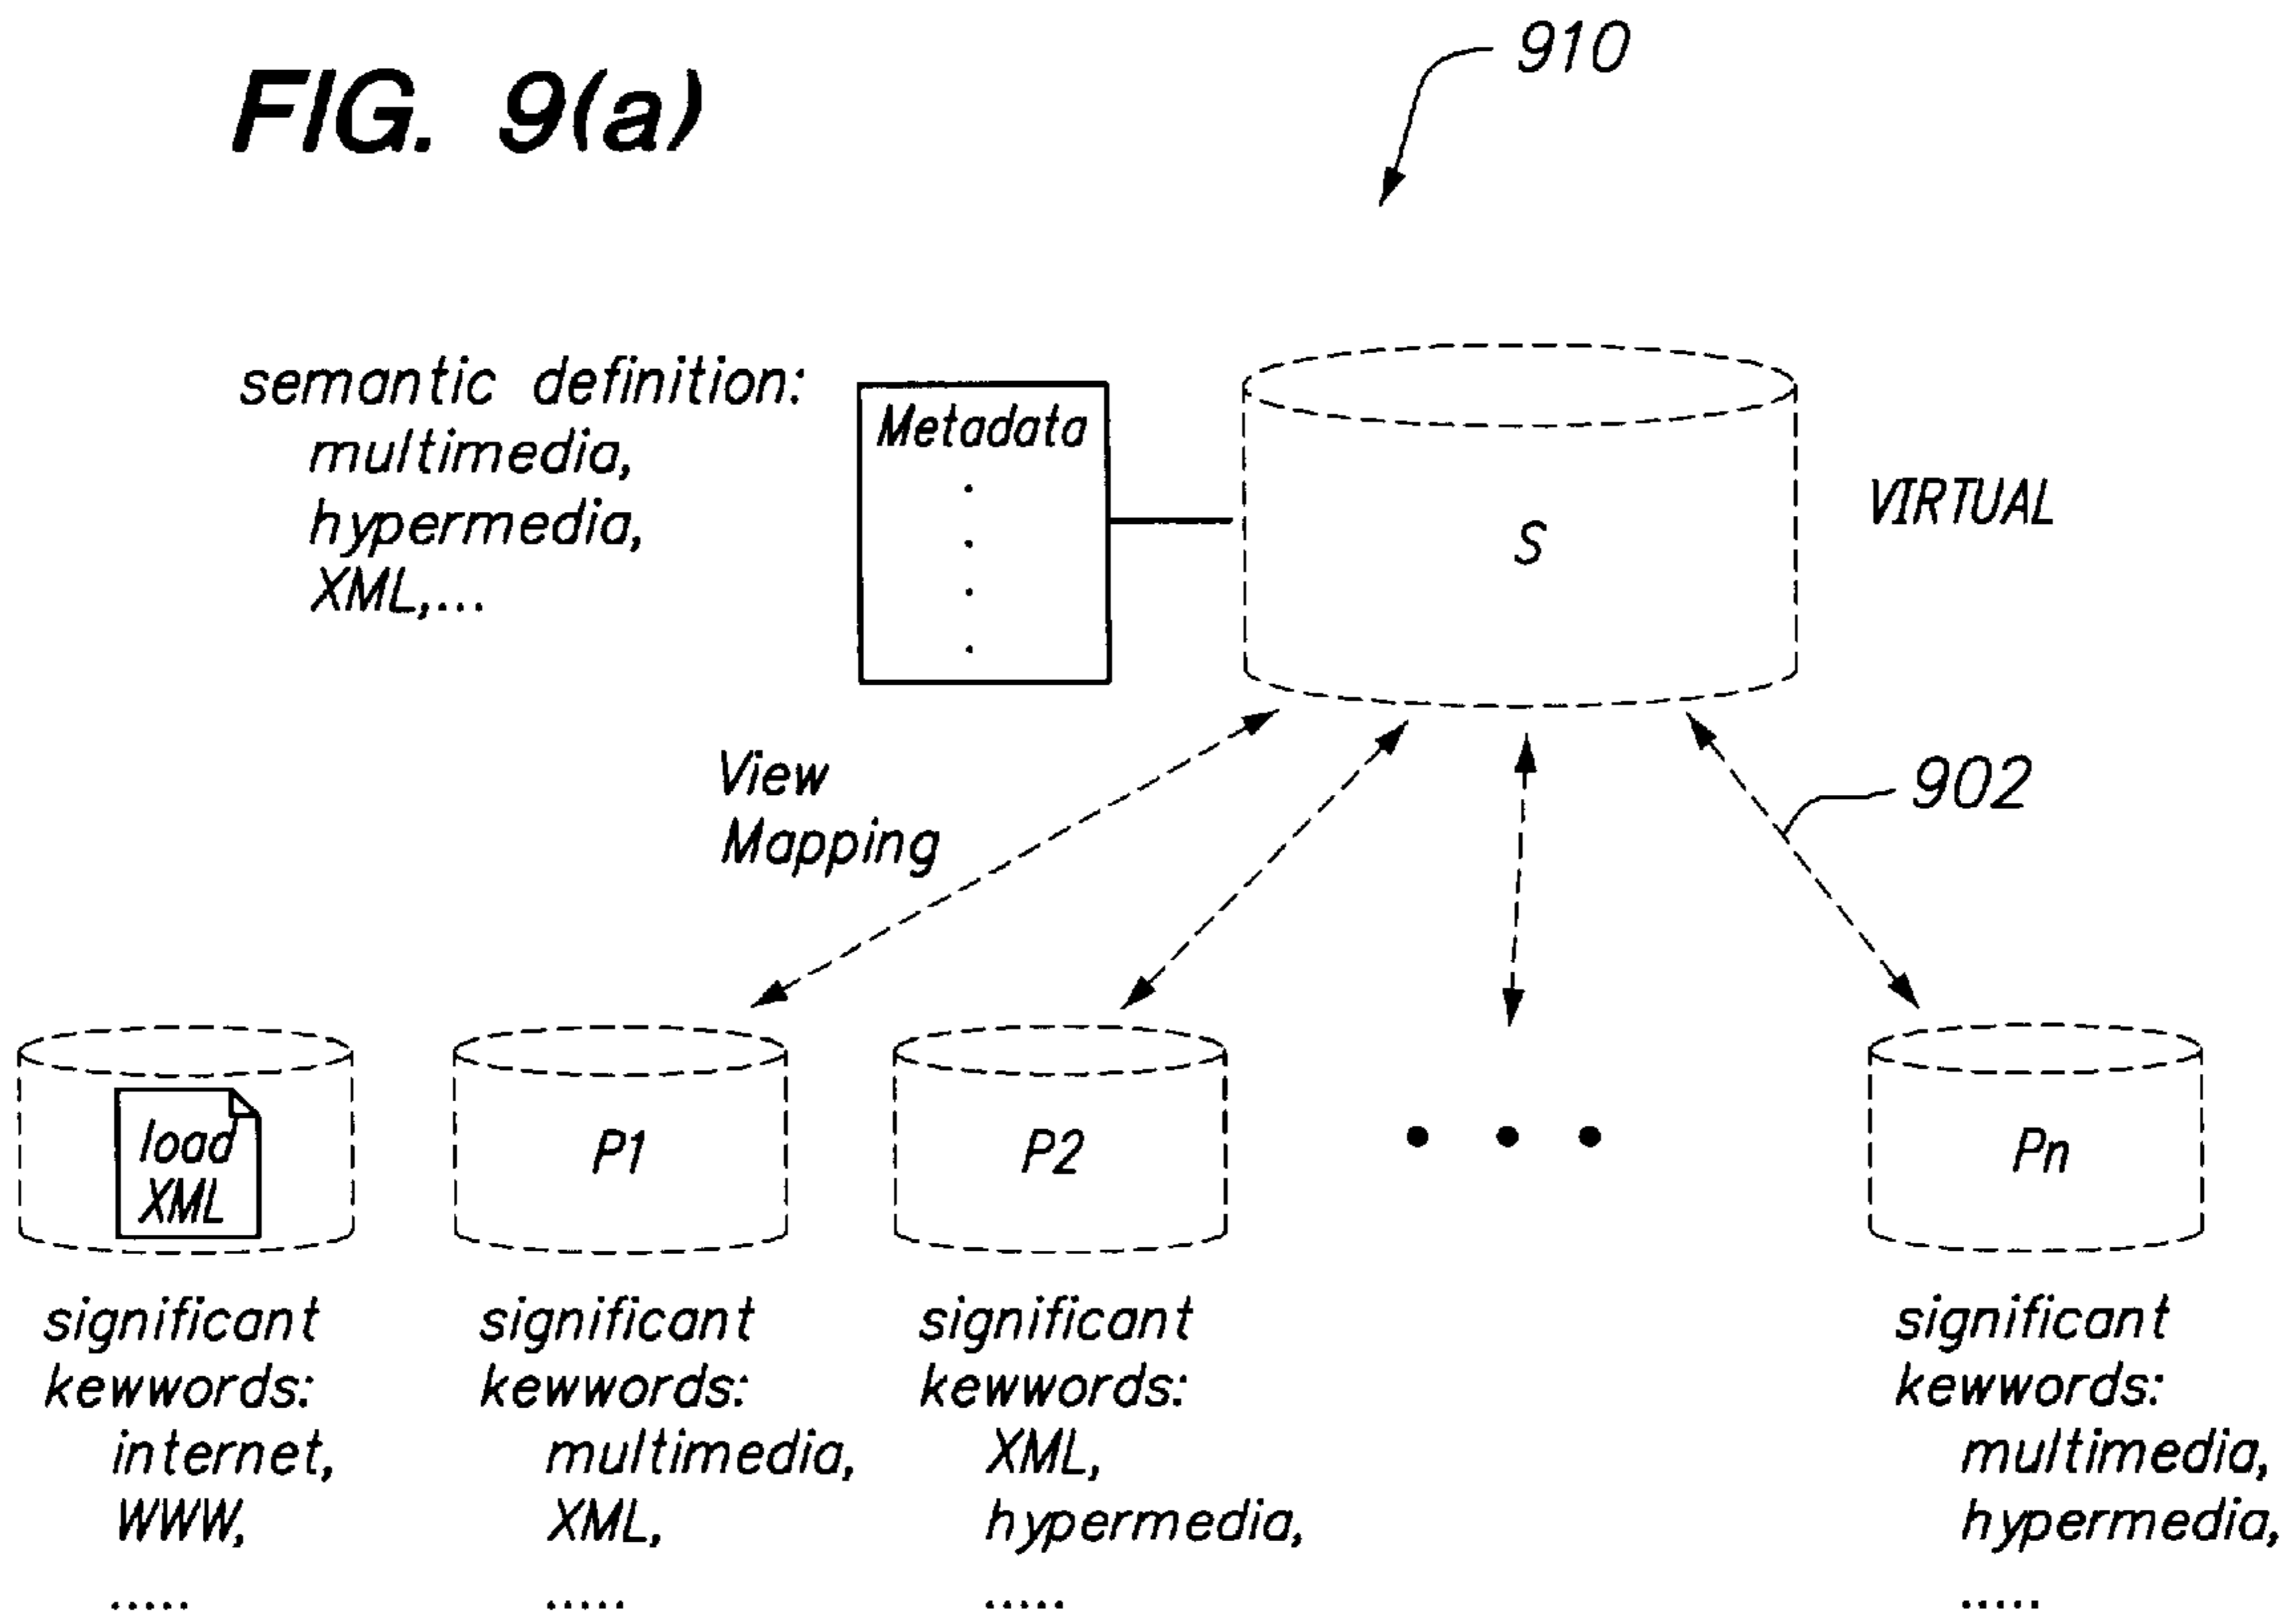 FIG. 9(a)
910
semantic definition:
multimedia,
hypermedia,
XML,...
Metadata
S
VIRTUAL
View
Mapping
902
load
XML
P1
P2
Pn
significant
kewwords:
internet,
WWW,
.....
significant
kewwords:
multimedia,
XML,
.....
significant
kewwords:
XML,
hypermedia,
.....
significant
kewwords:
multimedia,
hypermedia,
.....